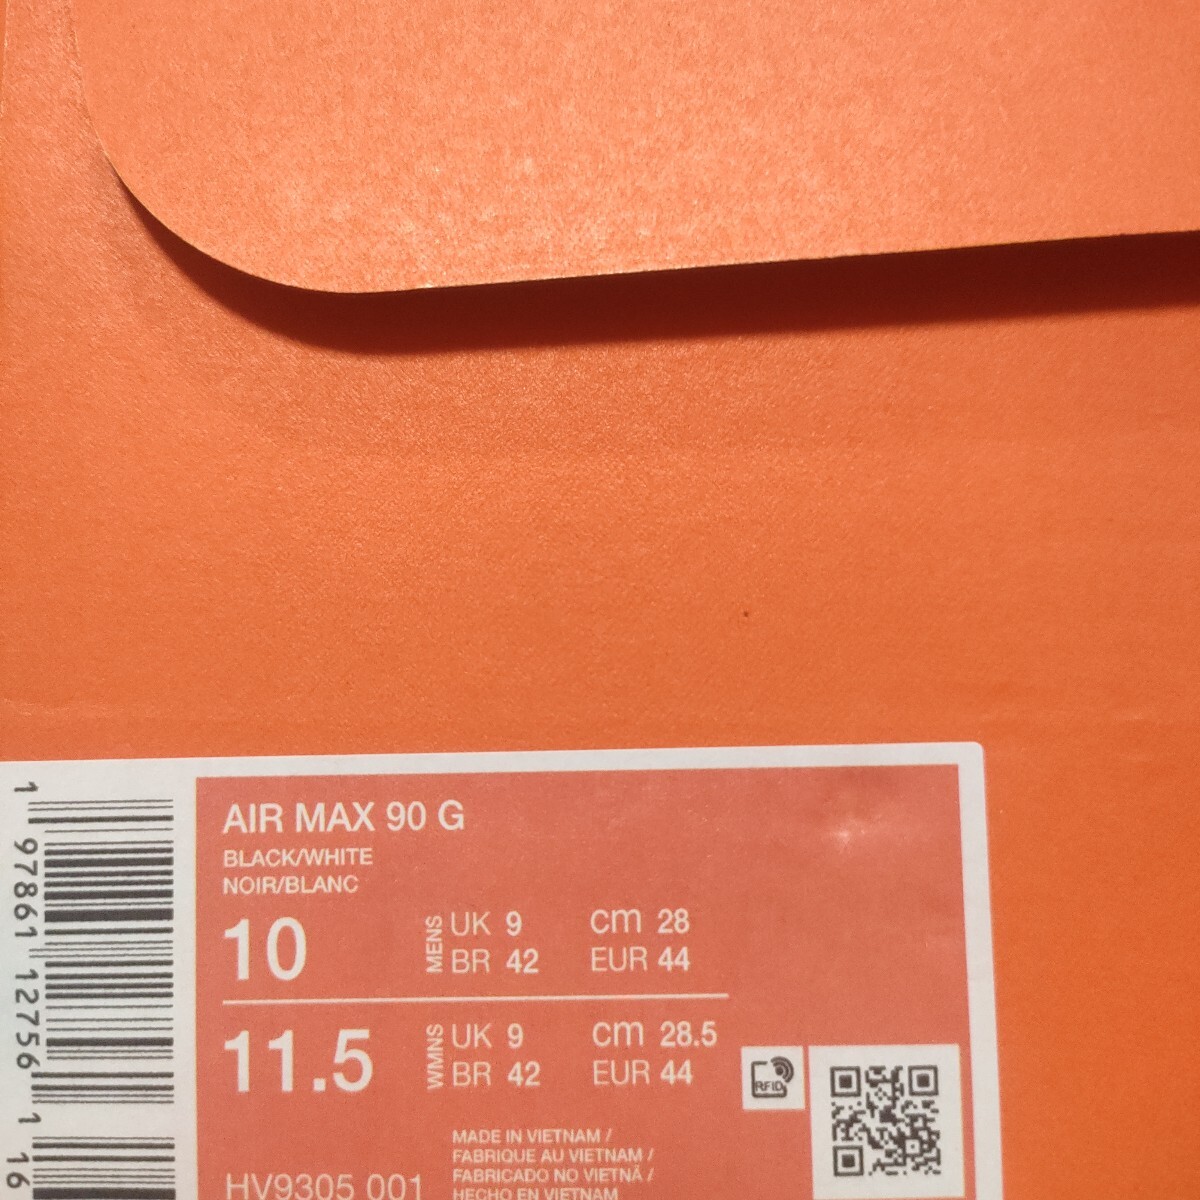 AIR MAX 90 G
BLACK/WHITE
NOIR/BLANC
10
MENS
UK 9 cm 28
BR 42 EUR 44
11.5
WMNS
UK 9 cm 28.5
BR 42 EUR 44
RFID
MADE IN VIETNAM /
FABRIQUE AU VIETNAM /
FABRICADO NO VIETNÃ /
HECHO EN VIETNAM
HV9305 001
1 97861 12756 1
16